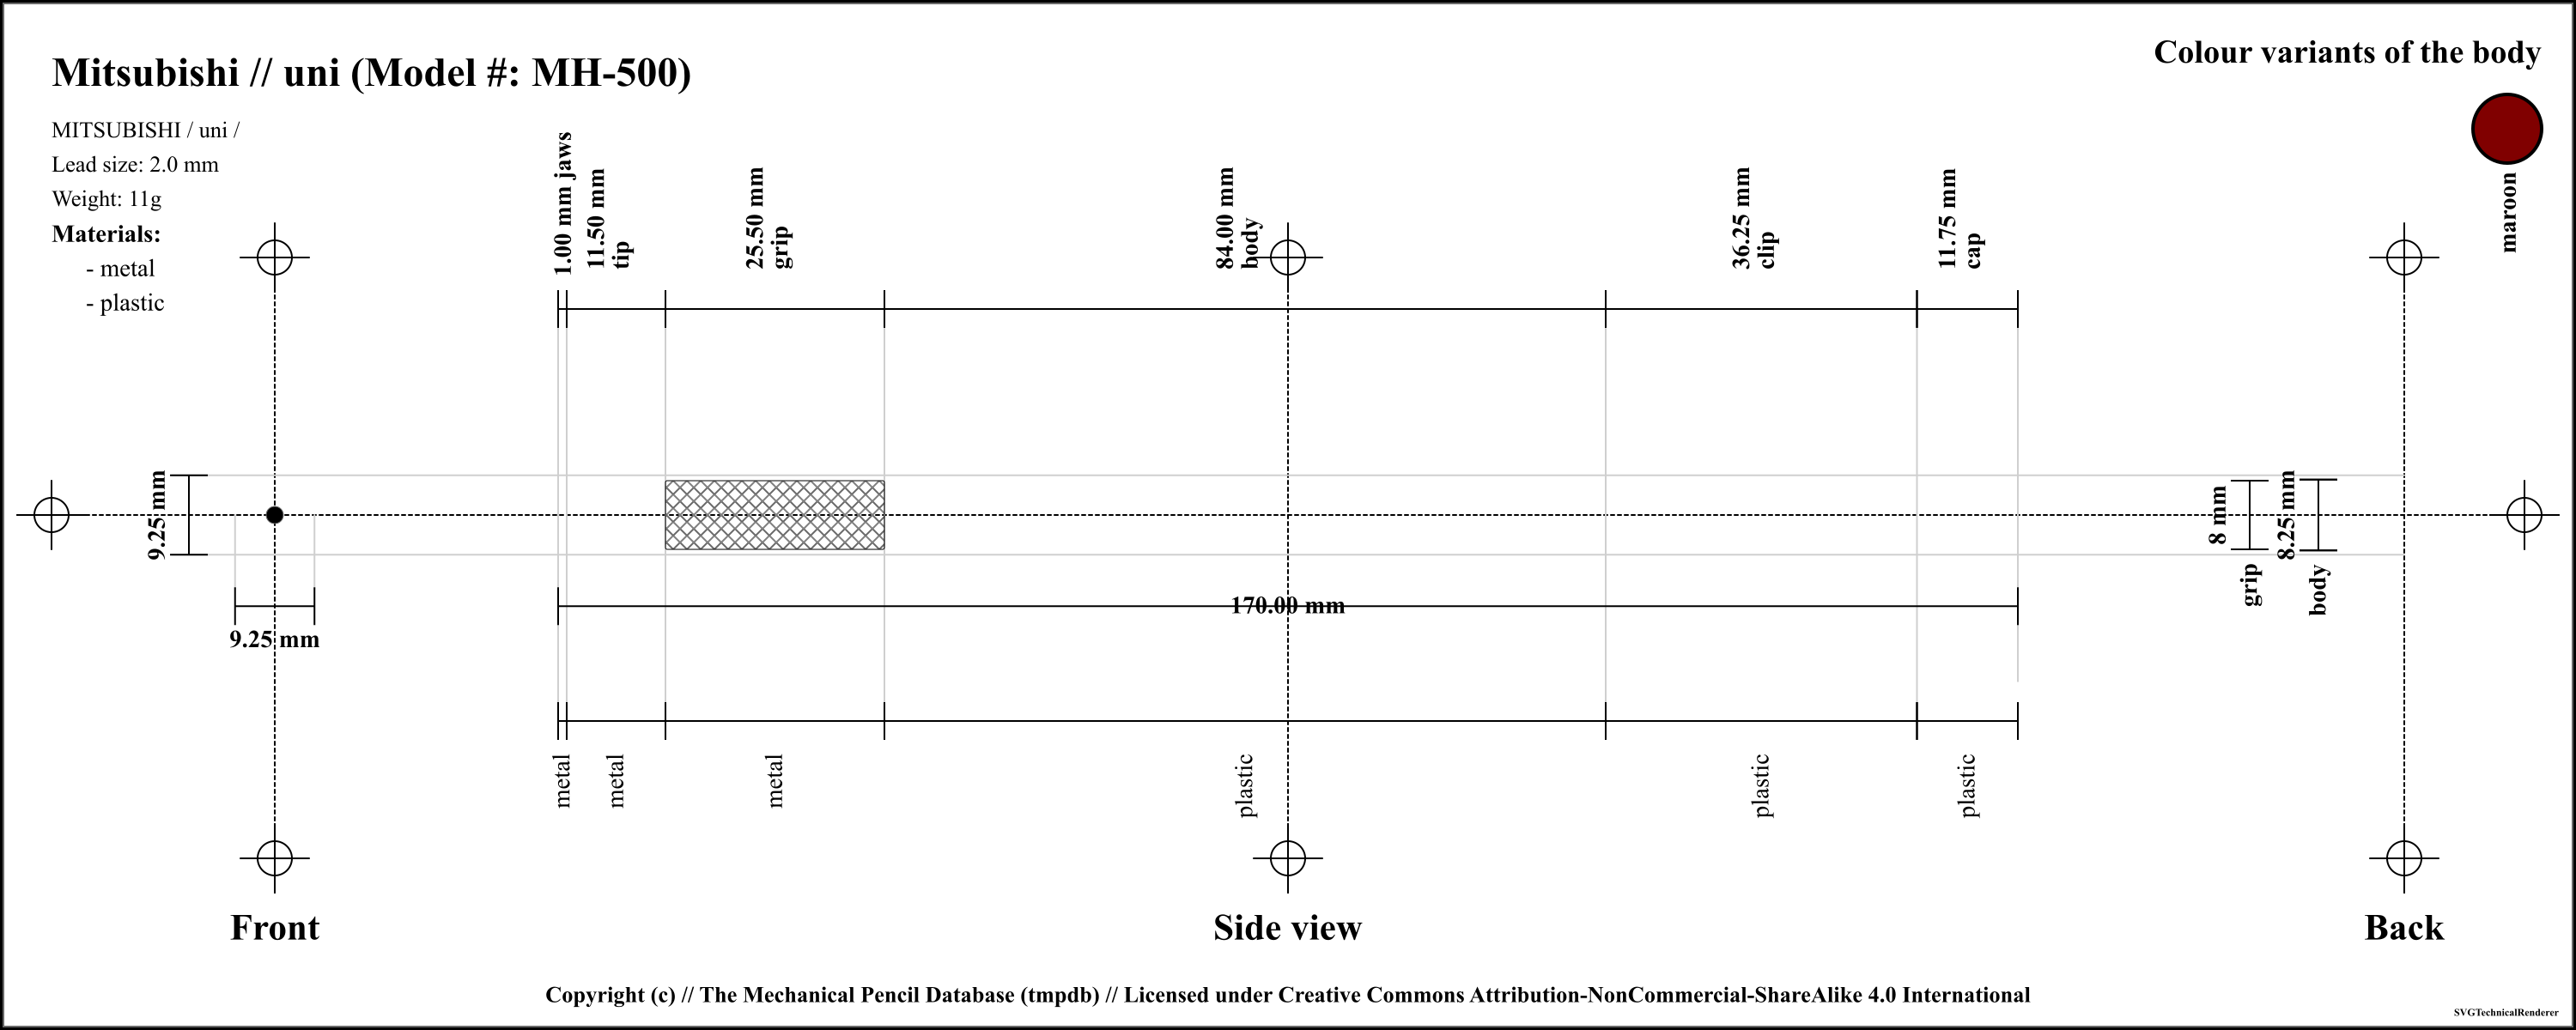 Mitsubishi // uni (Model #: MH-500)
MITSUBISHI / uni /
Lead size: 2.0 mm
Weight: 11g
Materials:
- metal
- plastic
Colour variants of the body
maroon
1.00 mm jaws
11.50 mm
tip
25.50 mm
grip
84.00 mm
body
36.25 mm
clip
11.75 mm
cap
9.25 mm
9.25 mm
170.00 mm
8 mm
grip
8.25 mm
body
metal
metal
metal
plastic
plastic
plastic
Front
Side view
Back
Copyright (c) // The Mechanical Pencil Database (tmpdb) // Licensed under Creative Commons Attribution-NonCommercial-ShareAlike 4.0 International
SVGTechnicalRenderer